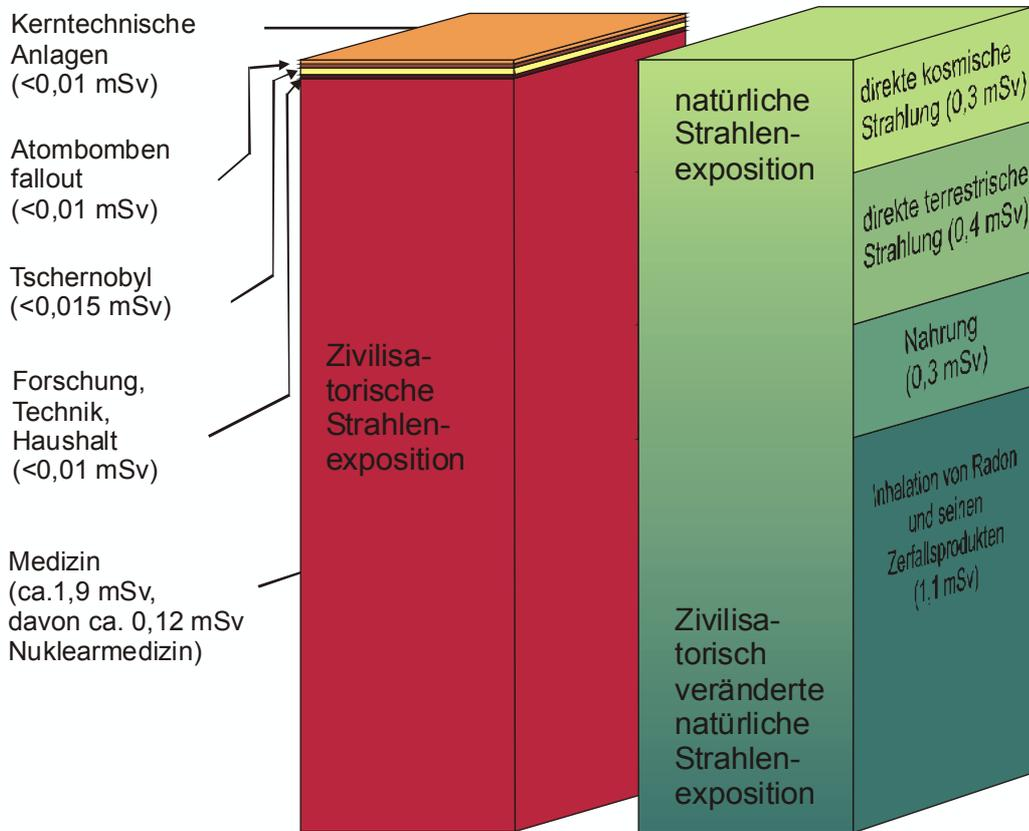 Kerntechnische
Anlagen
(<0,01 mSv)
Atombomben
fallout
(<0,01 mSv)
Tschernobyl
(<0,015 mSv)
Forschung,
Technik,
Haushalt
(<0,01 mSv)
Medizin
(ca.1,9 mSv,
davon ca. 0,12 mSv
Nuklearmedizin)
Zivilisa-
torische
Strahlen-
exposition
natürliche
Strahlen-
exposition
Zivilisa-
torisch
veränderte
natürliche
Strahlen-
exposition
direkte kosmische
Strahlung (0,3 mSv)
direkte terrestrische
Strahlung (0,4 mSv)
Nahrung
(0,3 mSv)
Inhalation von Radon
und seinen
Zerfallsprodukten
(1,1 mSv)